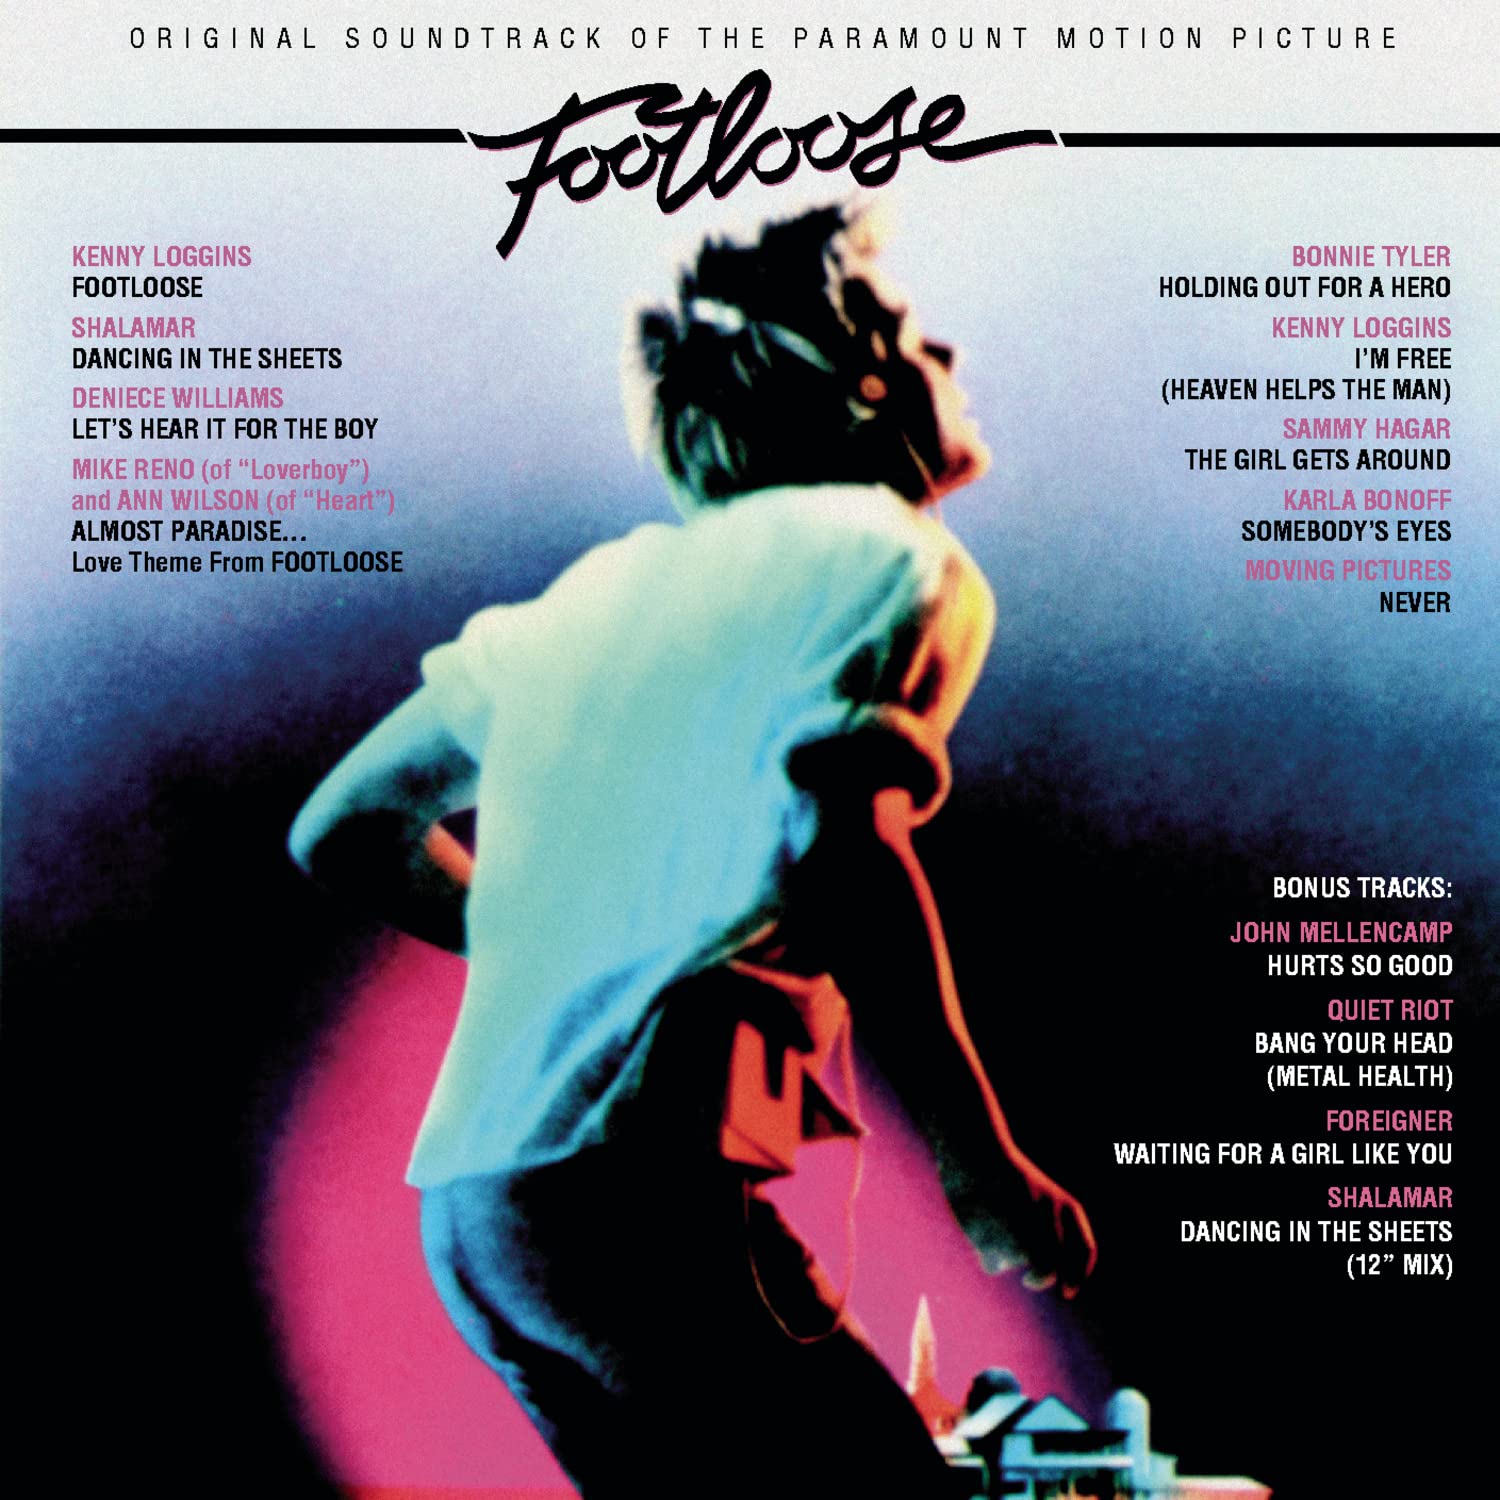 ORIGINAL SOUNDTRACK OF THE PARAMOUNT MOTION PICTURE
Footloose
KENNY LOGGINS
FOOTLOOSE
SHALAMAR
DANCING IN THE SHEETS
DENIECE WILLIAMS
LET'S HEAR IT FOR THE BOY
MIKE RENO (of “Loverboy”)
and ANN WILSON (of “Heart”)
ALMOST PARADISE...
Love Theme From FOOTLOOSE
BONNIE TYLER
HOLDING OUT FOR A HERO
KENNY LOGGINS
I'M FREE
(HEAVEN HELPS THE MAN)
SAMMY HAGAR
THE GIRL GETS AROUND
KARLA BONOFF
SOMEBODY'S EYES
MOVING PICTURES
NEVER
BONUS TRACKS:
JOHN MELLENCAMP
HURTS SO GOOD
QUIET RIOT
BANG YOUR HEAD
(METAL HEALTH)
FOREIGNER
WAITING FOR A GIRL LIKE YOU
SHALAMAR
DANCING IN THE SHEETS
(12” MIX)